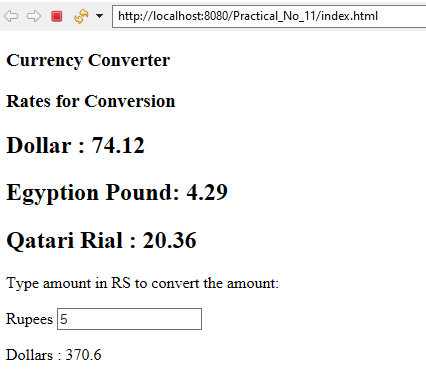 http://localhost:8080/Practical_No_11/index.html
Currency Converter
Rates for Conversion
Dollar : 74.12
Egyption Pound: 4.29
Qatari Rial : 20.36
Type amount in RS to convert the amount:
Rupees 5
Dollars : 370.6